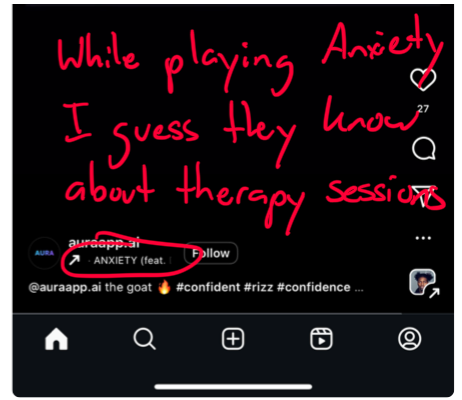 While playing Anxiety
27
I guess they know
about therapy sessions
auraapp.ai
AURA
ANXIETY (feat.
Follow
@auraapp.ai the goat 🔥 #confident #rizz #confidence ...